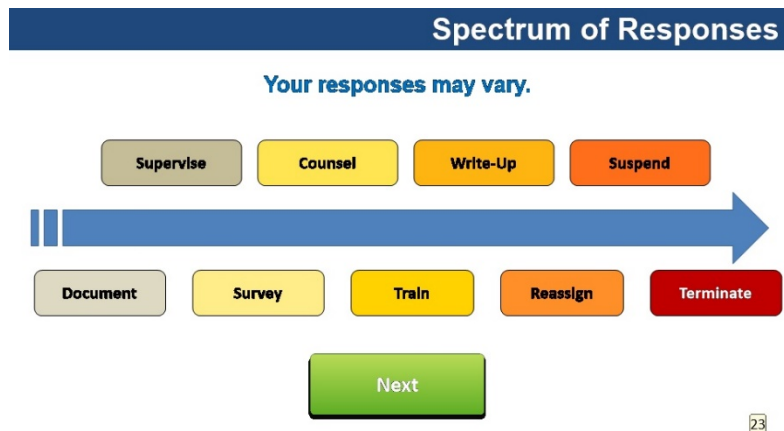 Spectrum of Responses
Your responses may vary.
Supervise Counsel Write-Up Suspend
Document Survey Train Reassign Terminate
Next
23